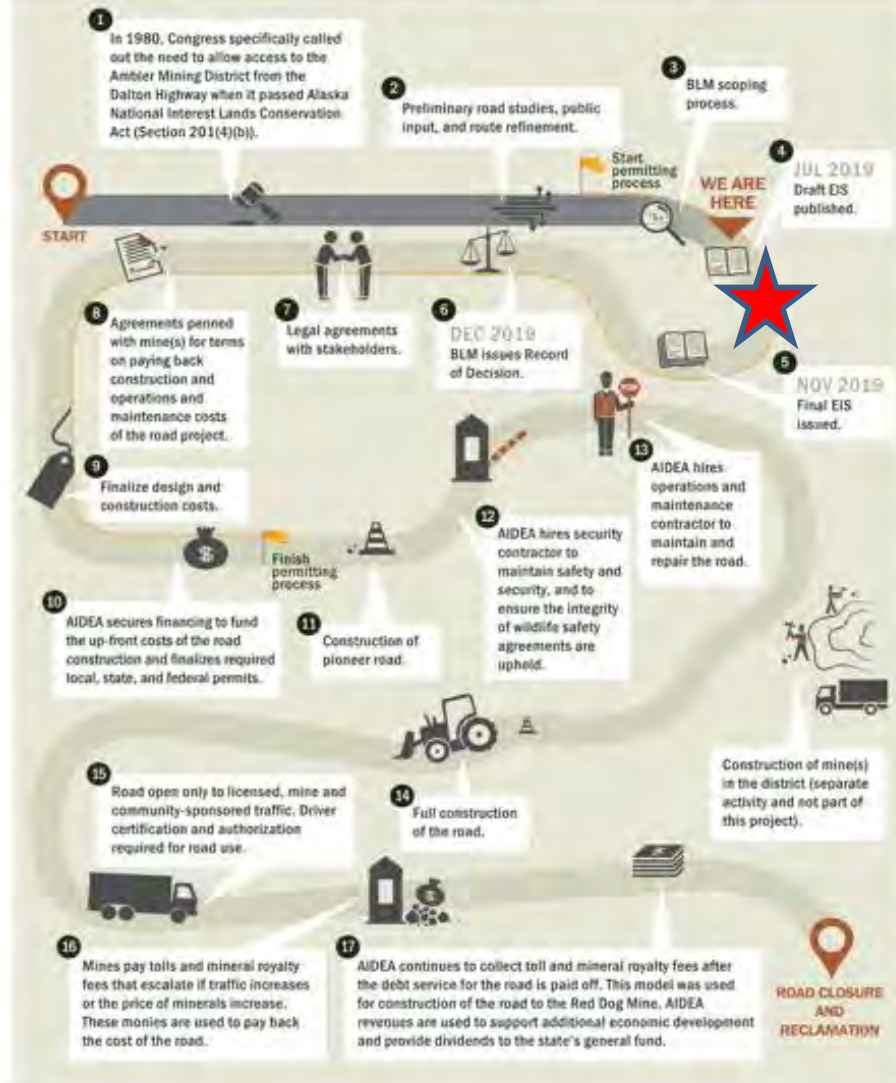 1
In 1980, Congress specifically called
out the need to allow access to the
Ambler Mining District from the
Dalton Highway when it passed Alaska
National Interest Lands Conservation
Act (Section 201(4)(b)).
2
Preliminary road studies, public
input, and route refinement.
3
BLM scoping
process.
4
JUL 2019
Draft EIS
published.
START
Start
permitting
process
WE ARE
HERE
5
NOV 2019
Final EIS
issued.
6
DEC 2019
BLM issues Record
of Decision.
7
Legal agreements
with stakeholders.
8
Agreements penned
with mine(s) for terms
on paying back
construction and
operations and
maintenance costs
of the road project.
9
Finalize design and
construction costs.
$
10
AIDEA secures financing to fund
the up-front costs of the road
construction and finalizes required
local, state, and federal permits.
Finish
permitting
process
11
Construction of
pioneer road.
12
AIDEA hires security
contractor to
maintain safety and
security, and to
ensure the integrity
of wildlife safety
agreements are
upheld.
13
AIDEA hires
operations and
maintenance
contractor to
maintain and
repair the road.
Construction of mine(s)
in the district (separate
activity and not part of
this project).
14
Full construction
of the road.
15
Road open only to licensed, mine and
community-sponsored traffic. Driver
certification and authorization
required for road use.
16
Mines pay tolls and mineral royalty
fees that escalate if traffic increases
or the price of minerals increase.
These monies are used to pay back
the cost of the road.
17
AIDEA continues to collect toll and mineral royalty fees after
the debt service for the road is paid off. This model was used
for construction of the road to the Red Dog Mine. AIDEA
revenues are used to support additional economic development
and provide dividends to the state's general fund.
ROAD CLOSURE
AND
RECLAMATION